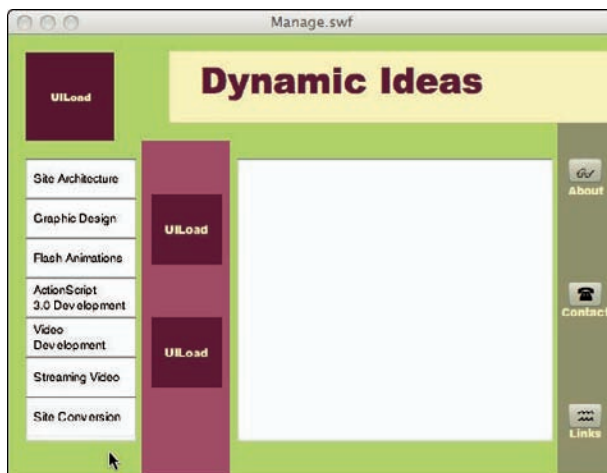 Manage.swf
UILoad
Dynamic Ideas
Site Architecture
Graphic Design
Flash Animations
ActionScript
3.0 Development
Video
Development
Streaming Video
Site Conversion
UILoad
UILoad
About
Contact
Links